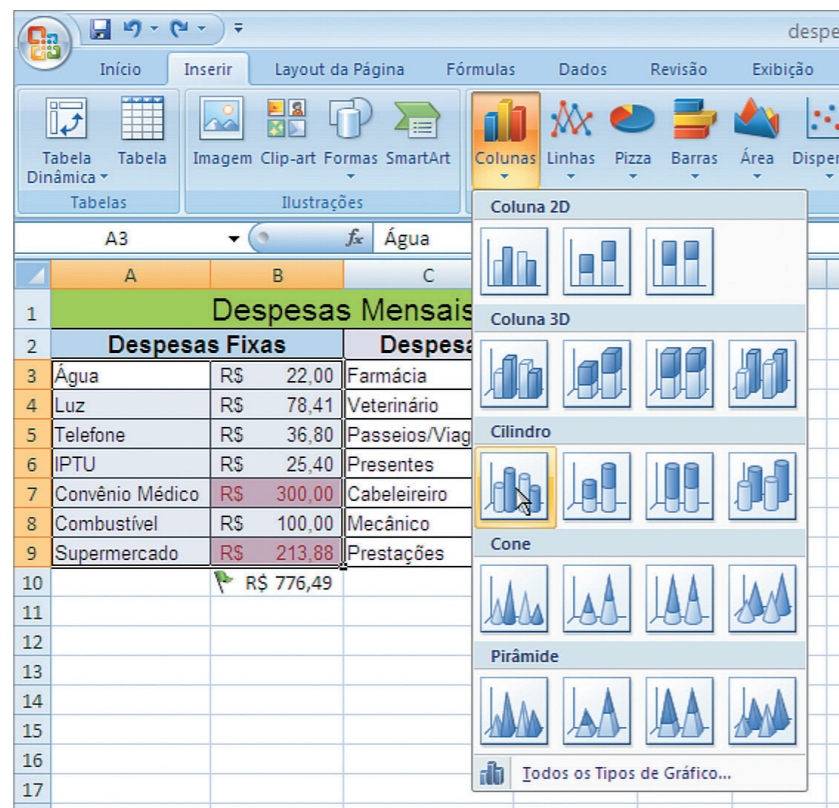 despe
Início Inserir Layout da Página Fórmulas Dados Revisão Exibição
Tabela Dinâmica Tabela Imagem Clip-art Formas SmartArt Colunas Linhas Pizza Barras Área Disper
Tabelas Ilustrações
A3 fx Água
A B C
1 Despesas Mensais
2 Despesas Fixas Despesa
3 Água R$ 22,00 Farmácia
4 Luz R$ 78,41 Veterinário
5 Telefone R$ 36,80 Passeios/Viag
6 IPTU R$ 25,40 Presentes
7 Convênio Médico R$ 300,00 Cabeleireiro
8 Combustível R$ 100,00 Mecânico
9 Supermercado R$ 213,88 Prestações
10 R$ 776,49
11
12
13
14
15
16
17
Coluna 2D
Coluna 3D
Cilindro
Cone
Pirâmide
Todos os Tipos de Gráfico...